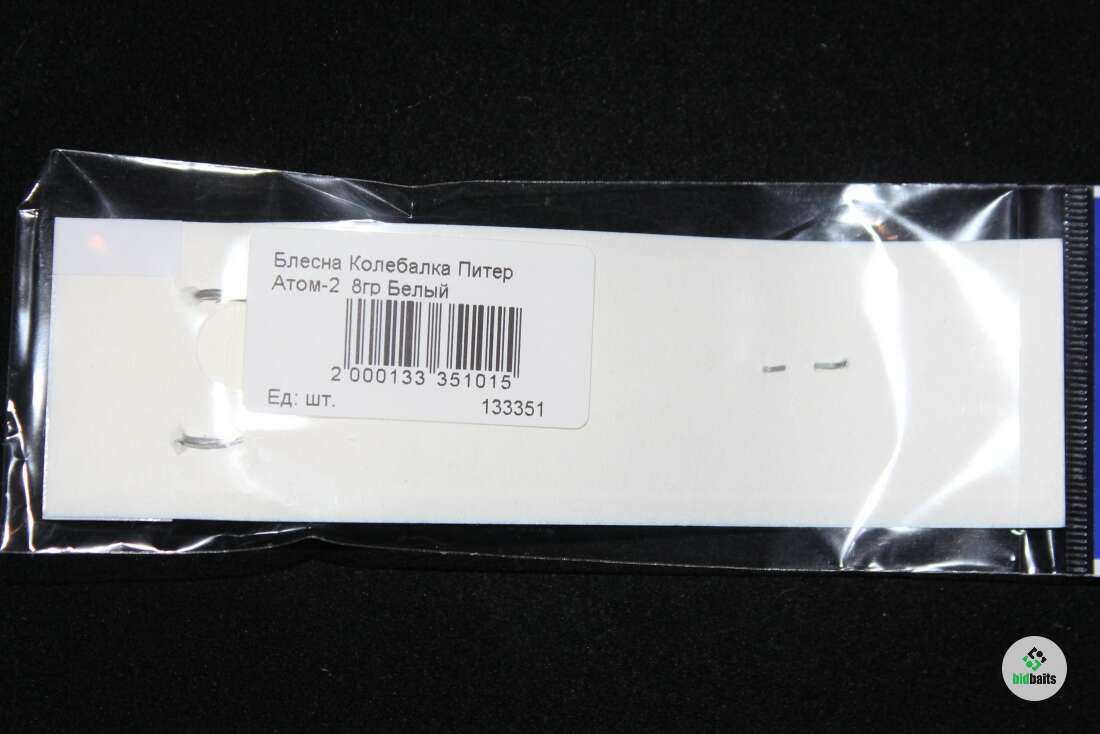 Блесна Колебалка Питер
Атом-2 8гр Белый
2 000133 351015
Ед: шт. 133351
bidbaits